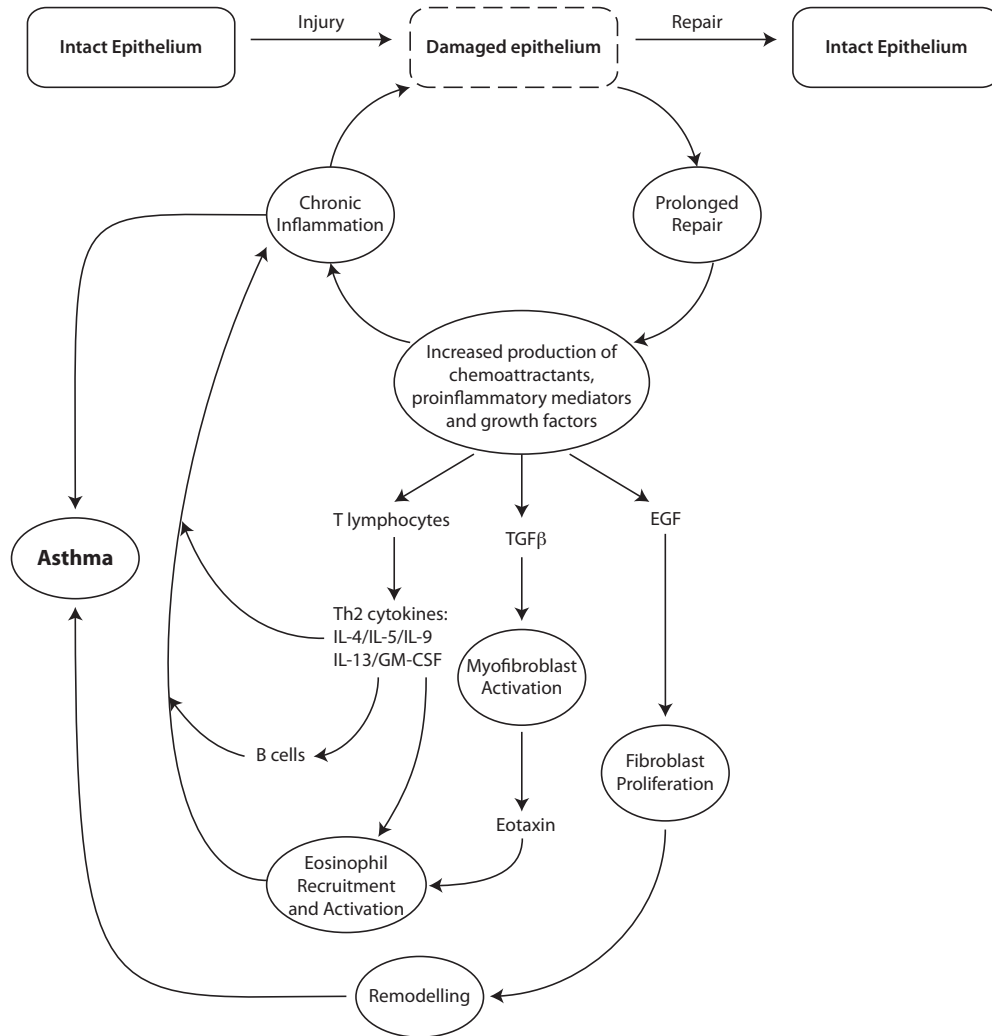 Intact Epithelium
Injury
Damaged epithelium
Repair
Intact Epithelium
Chronic
Inflammation
Prolonged
Repair
Increased production of
chemoattractants,
proinflammatory mediators
and growth factors
T lymphocytes
TGFβ
EGF
Asthma
Th2 cytokines:
IL-4/IL-5/IL-9
IL-13/GM-CSF
Myofibroblast
Activation
B cells
Fibroblast
Proliferation
Eotaxin
Eosinophil
Recruitment
and Activation
Remodelling